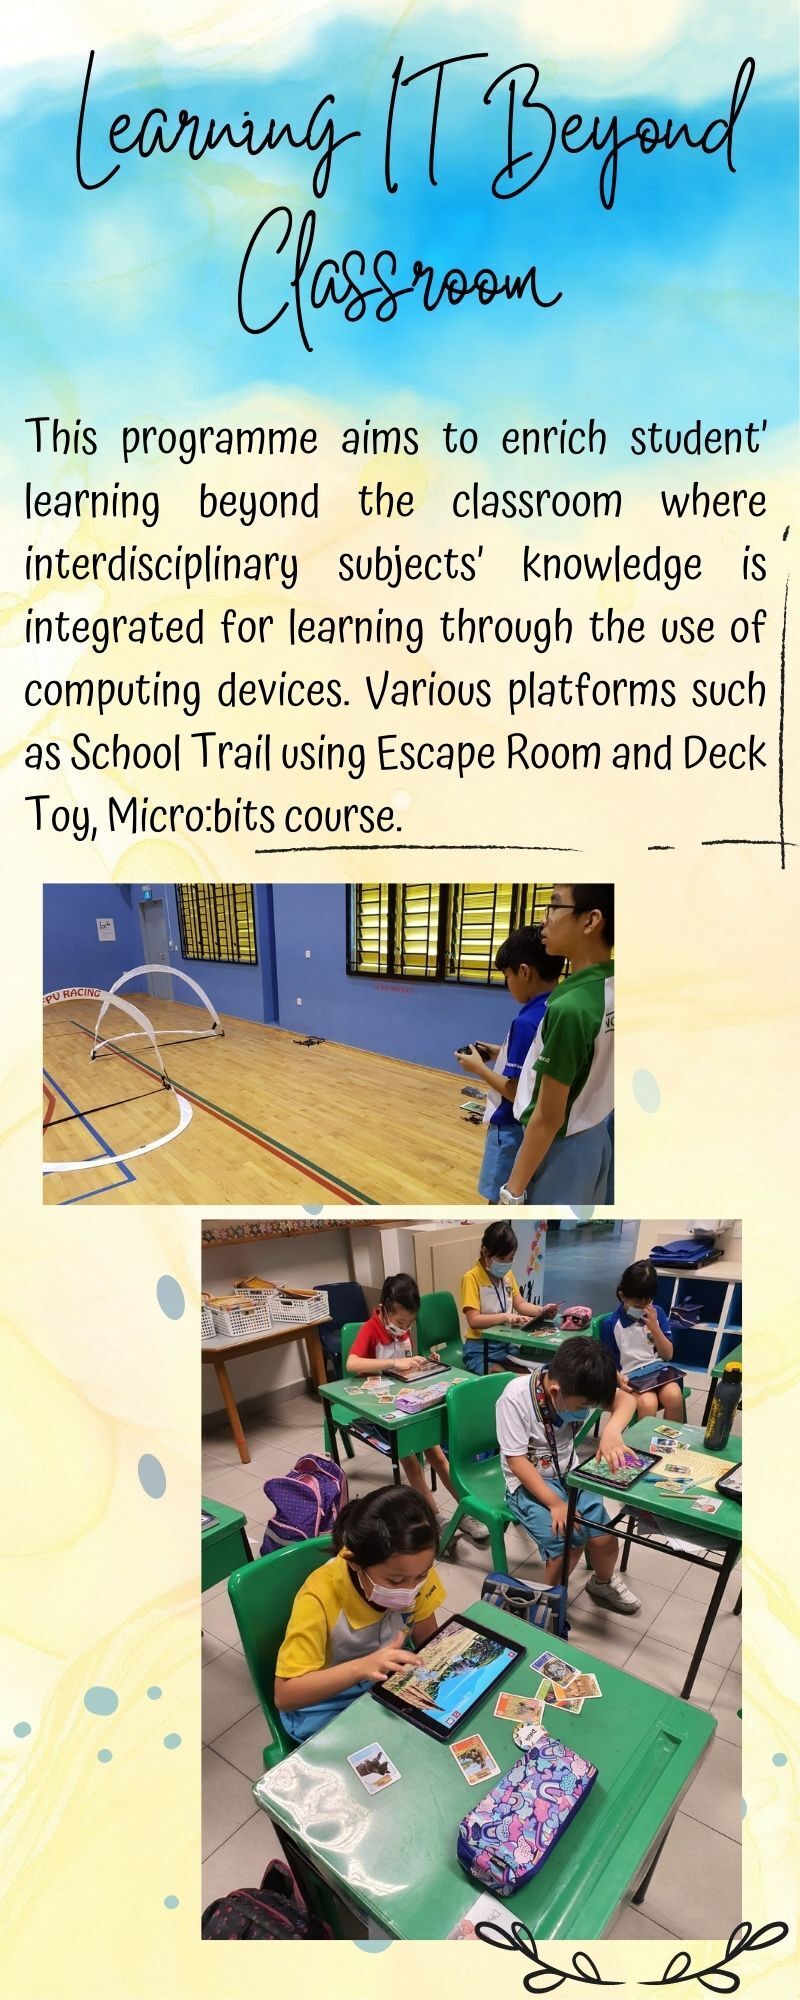 Learning IT Beyond
Classroom
This programme aims to enrich student'
learning beyond the classroom where
interdisciplinary subjects' knowledge is
integrated for learning through the use of
computing devices. Various platforms such
as School Trail using Escape Room and Deck
Toy, Micro:bits course.
FPV RACING